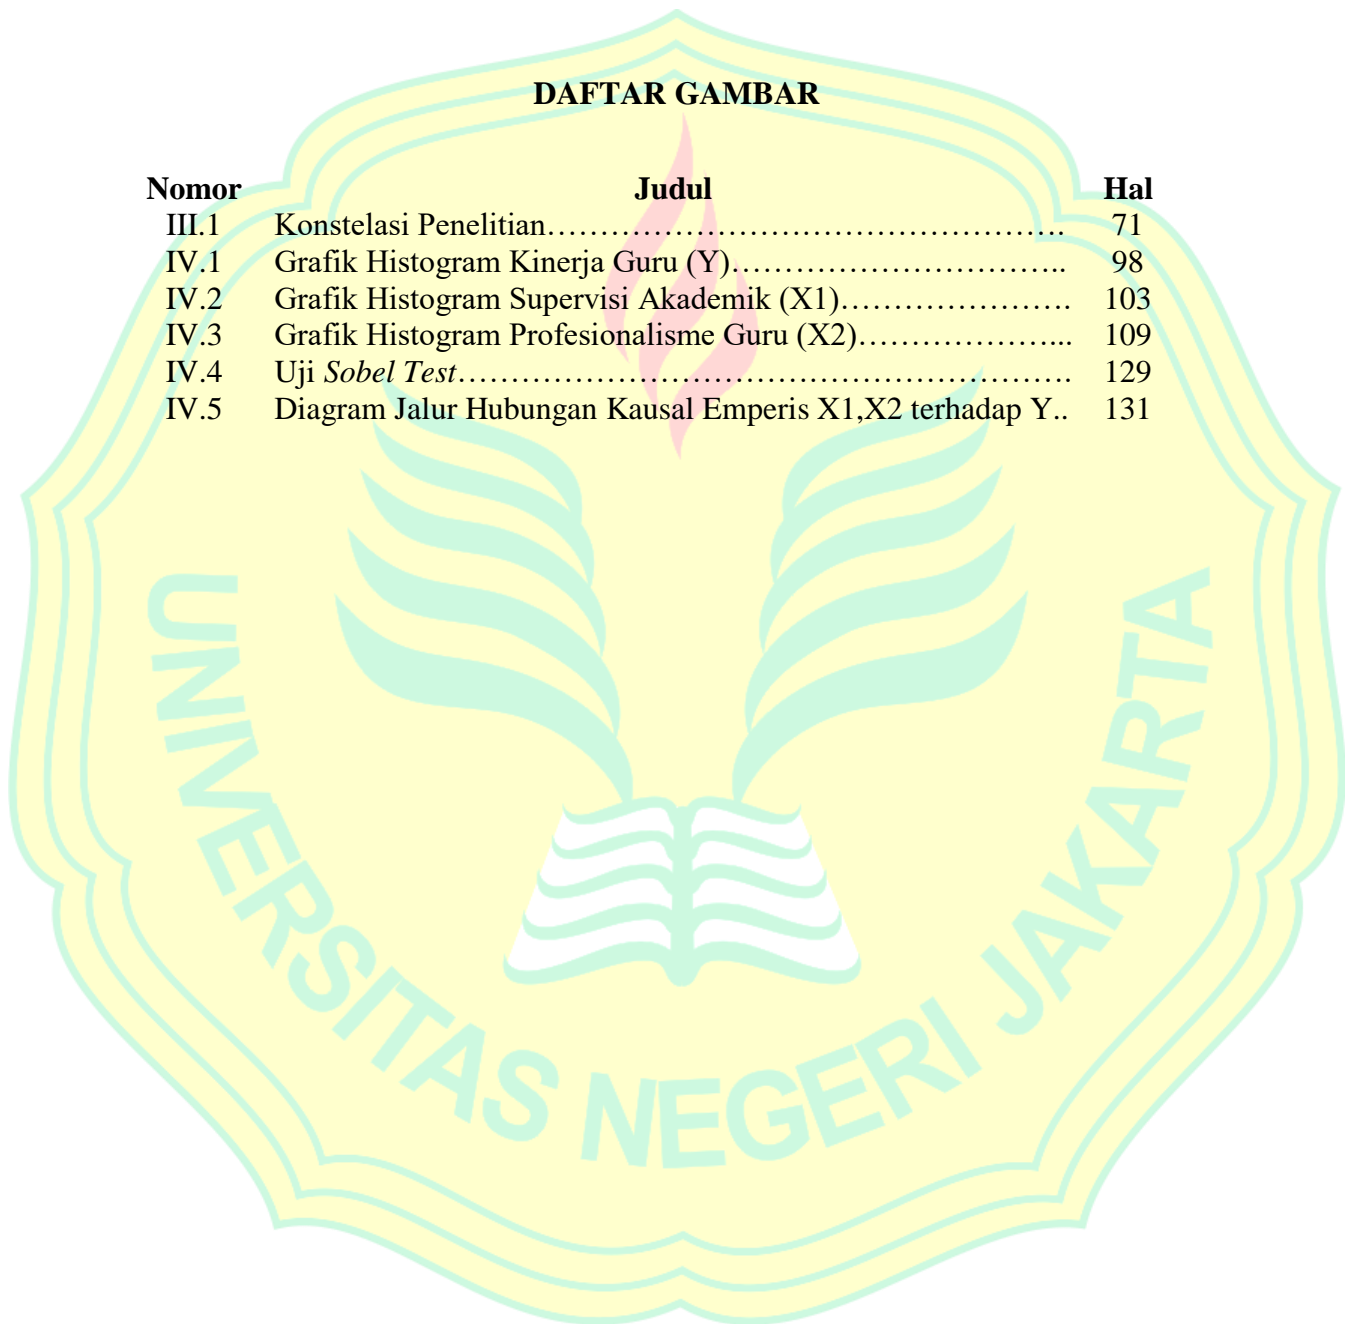 DAFTAR GAMBAR
Nomor Judul Hal
III.1 Konstelasi Penelitian…………………………………………. 71
IV.1 Grafik Histogram Kinerja Guru (Y)………………………….. 98
IV.2 Grafik Histogram Supervisi Akademik (X1)…………………. 103
IV.3 Grafik Histogram Profesionalisme Guru (X2)………………... 109
IV.4 Uji Sobel Test…………………………………………………. 129
IV.5 Diagram Jalur Hubungan Kausal Emperis X1,X2 terhadap Y.. 131
UNIVERSITAS NEGERI JAKARTA